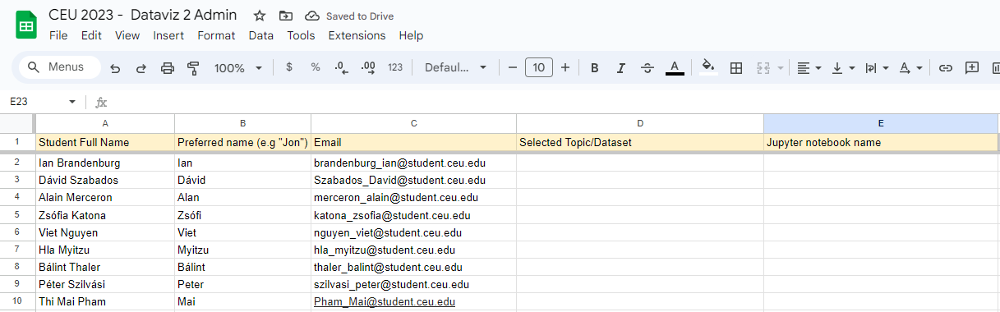 CEU 2023 - Dataviz 2 Admin Saved to Drive
File Edit View Insert Format Data Tools Extensions Help
Menus 100% $ % .0 .00 123 Defaul... 10 B I A A
E23 fx
A B C D E
1 Student Full Name Preferred name (e.g "Jon") Email Selected Topic/Dataset Jupyter notebook name
2 Ian Brandenburg Ian brandenburg_ian@student.ceu.edu
3 Dávid Szabados Dávid Szabados_David@student.ceu.edu
4 Alain Merceron Alan merceron_alain@student.ceu.edu
5 Zsófia Katona Zsófi katona_zsofia@student.ceu.edu
6 Viet Nguyen Viet nguyen_viet@student.ceu.edu
7 Hla Myitzu Myitzu hla_myitzu@student.ceu.edu
8 Bálint Thaler Bálint thaler_balint@student.ceu.edu
9 Péter Szilvási Peter szilvasi_peter@student.ceu.edu
10 Thi Mai Pham Mai Pham_Mai@student.ceu.edu